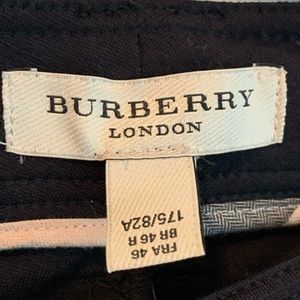 BURBERRY
LONDON
FRA 46
BR 46 R
175/82A